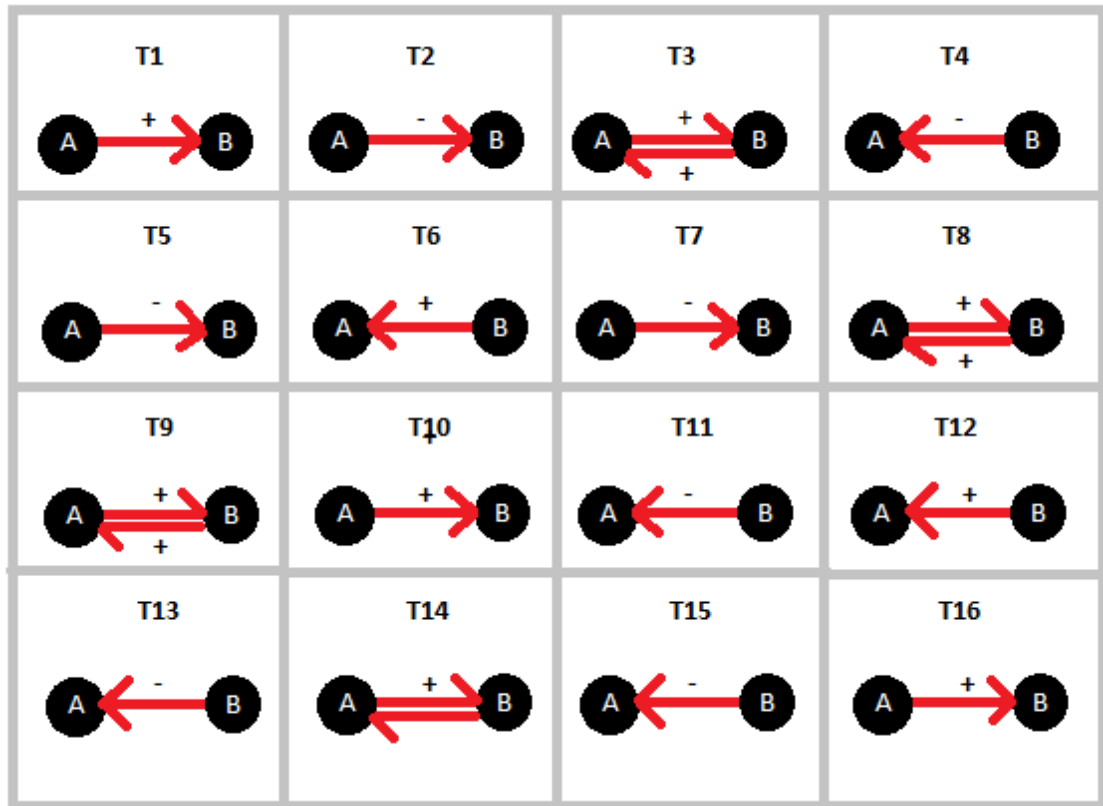 T1 T2 T3 T4
+ - + -
A B A B A B A B
+
T5 T6 T7 T8
- + - +
A B A B A B A B
+
T9 T10 T11 T12
+
+ + - +
A B A B A B A B
+
T13 T14 T15 T16
- + - +
A B A B A B A B